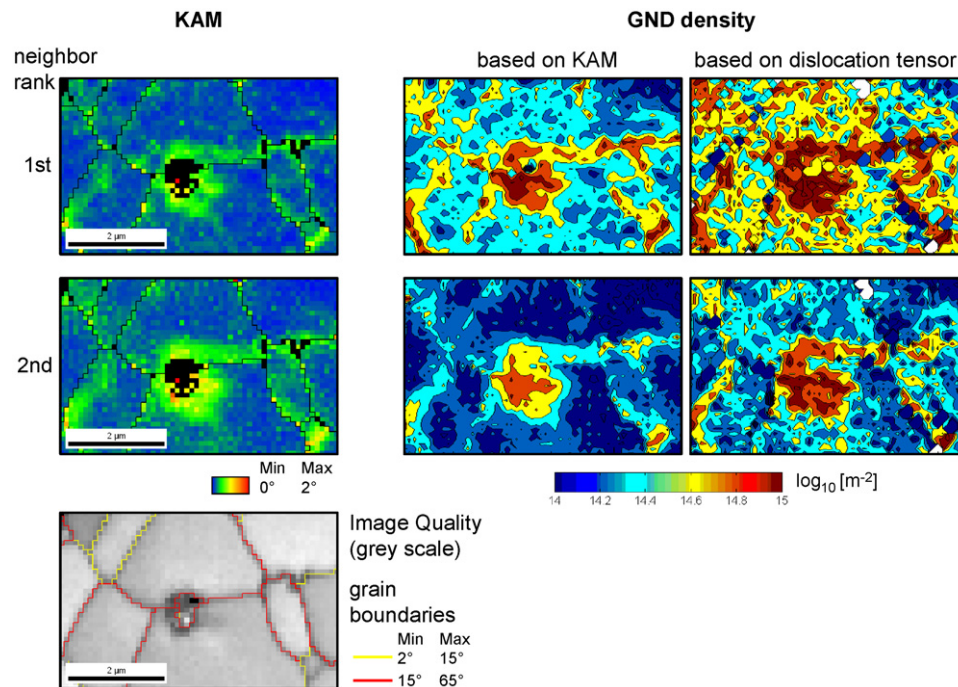 KAM
GND density
neighbor
rank
based on KAM
based on dislocation tensor
1st
2 µm
2nd
2 µm
Min Max
0° 2°
log10 [m-2]
14 14.2 14.4 14.6 14.8 15
Image Quality
(grey scale)
grain
boundaries
Min Max
2° 15°
15° 65°
2 µm